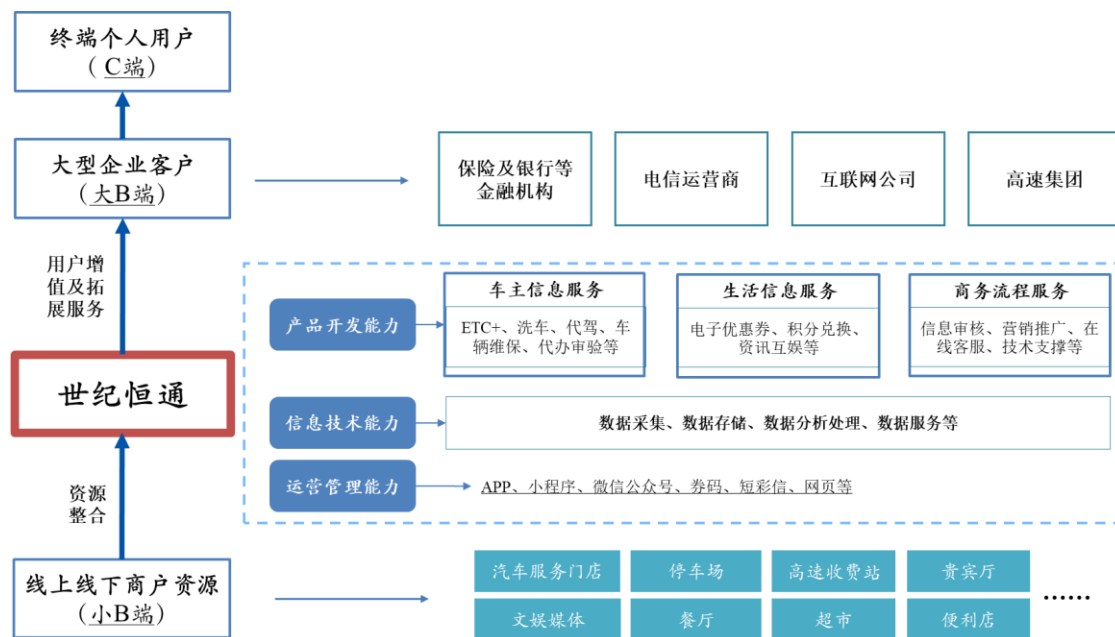 终端个人用户
（C端）
大型企业客户
（大B端）
保险及银行等
金融机构
电信运营商
互联网公司
高速集团
用户增
值及拓
展服务
产品开发能力
车主信息服务
ETC+、洗车、代驾、车
辆维保、代办审验等
生活信息服务
电子优惠券、积分兑换、
资讯互娱等
商务流程服务
信息审核、营销推广、在
线客服、技术支撑等
世纪恒通
信息技术能力
数据采集、数据存储、数据分析处理、数据服务等
运营管理能力
APP、小程序、微信公众号、券码、短彩信、网页等
资源
整合
线上线下商户资源
（小B端）
汽车服务门店
停车场
高速收费站
贵宾厅
文娱媒体
餐厅
超市
便利店
……